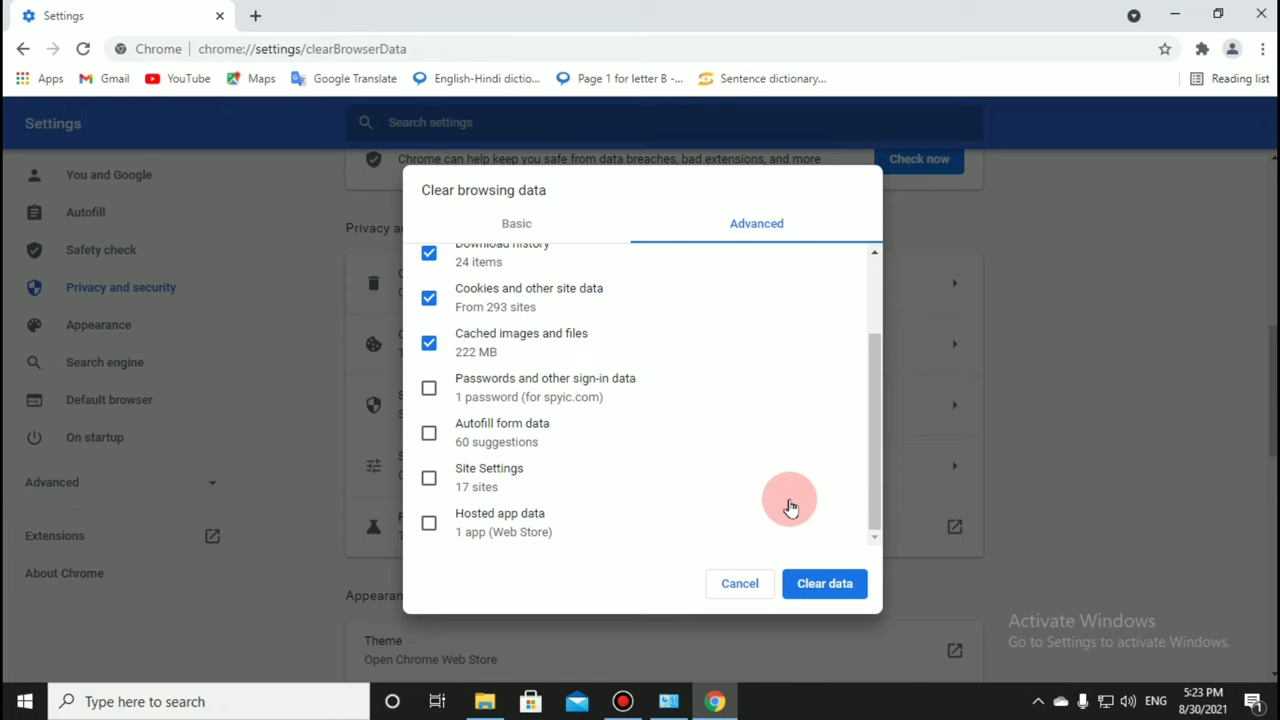 Settings
Chrome
chrome://settings/clearBrowserData
Apps
Gmail
YouTube
Maps
Google Translate
English-Hindi dictio...
Page 1 for letter B -...
Sentence dictionary...
Reading list
Settings
Search settings
You and Google
Autofill
Safety check
Privacy and security
Appearance
Search engine
Default browser
On startup
Advanced
Extensions
About Chrome
Chrome can help keep you safe from data breaches, bad extensions, and more
Check now
Privacy a
Clear browsing data
Basic
Advanced
Download history
24 items
Cookies and other site data
From 293 sites
Cached images and files
222 MB
Passwords and other sign-in data
1 password (for spyic.com)
Autofill form data
60 suggestions
Site Settings
17 sites
Hosted app data
1 app (Web Store)
Cancel
Clear data
Appearan
Theme
Open Chrome Web Store
Activate Windows
Go to Settings to activate Windows.
Type here to search
ENG
5:23 PM
8/30/2021
1